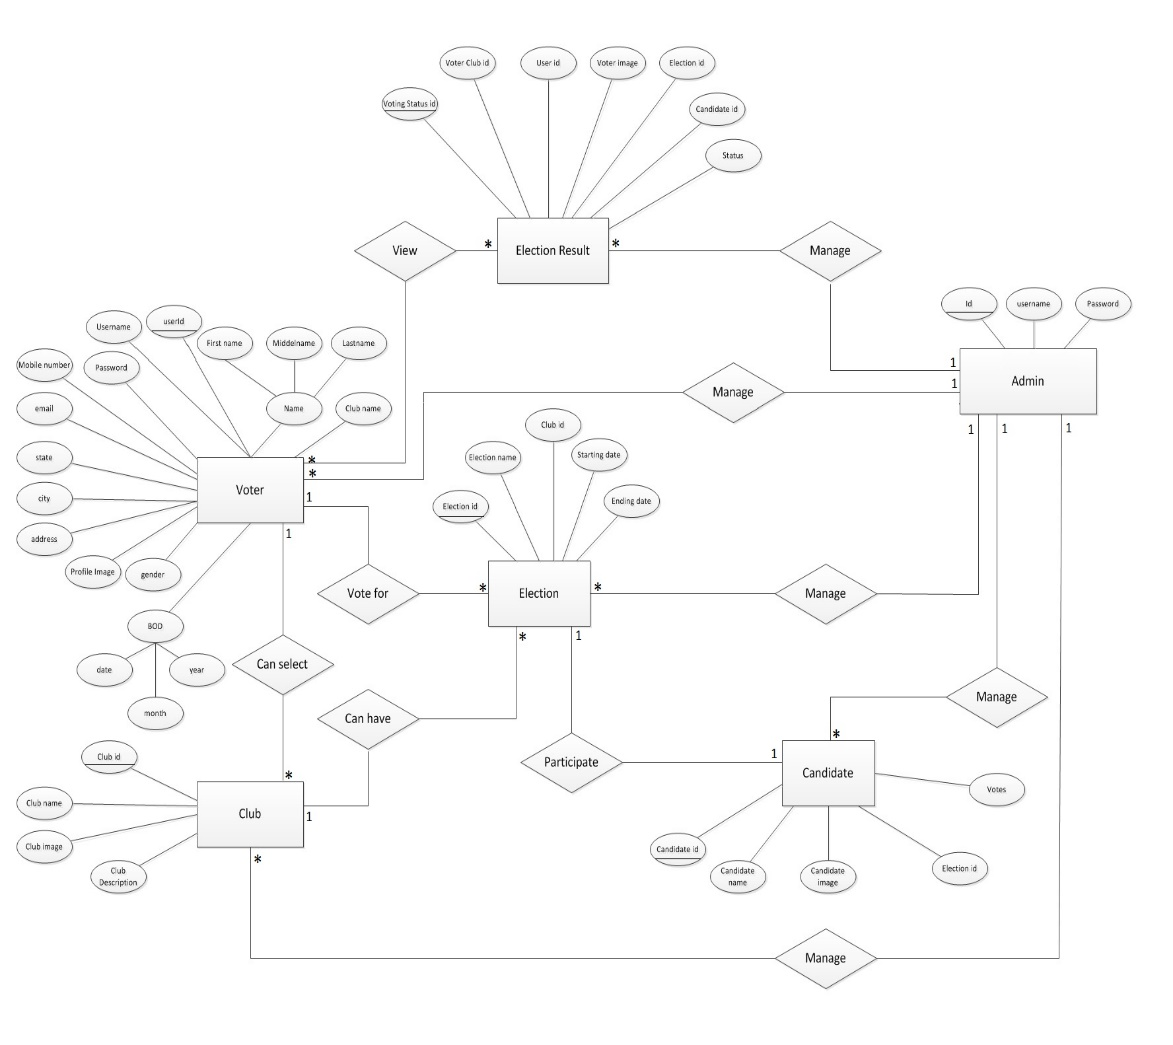 Voter Club id
User id
Voter image
Election id
Voting Status id
Candidate id
Status
View
*
Election Result
*
Manage
Id
username
Password
Username
userId
First name
Middelname
Lastname
Mobile number
Password
Name
Club name
email
state
city
address
Profile Image
gender
Voter
*
*
1
1
Manage
1
1
Admin
1
1
1
Club id
Election name
Starting date
Election id
Ending date
Vote for
*
Election
*
Manage
*
1
BOD
date
year
month
Can select
Can have
Participate
1
Manage
*
Candidate
Votes
Candidate id
Candidate
name
Candidate
image
Election id
Club id
Club name
Club image
Club
Description
*
Club
1
*
Manage